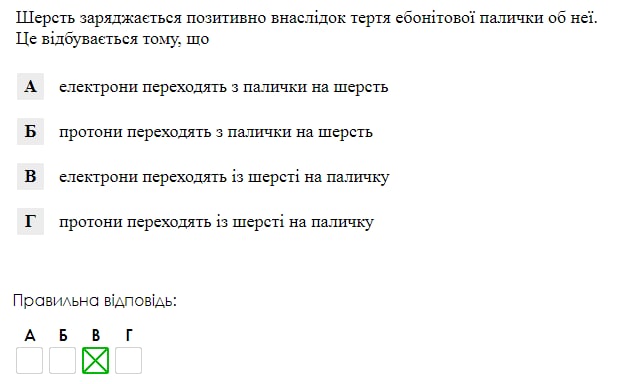 Шерсть заряджається позитивно внаслідок тертя ебонітової палички об неї.
Це відбувається тому, що
А електрони переходять з палички на шерсть
Б протони переходять з палички на шерсть
В електрони переходять із шерсті на паличку
Г протони переходять із шерсті на паличку
Правильна відповідь:
А Б В Г